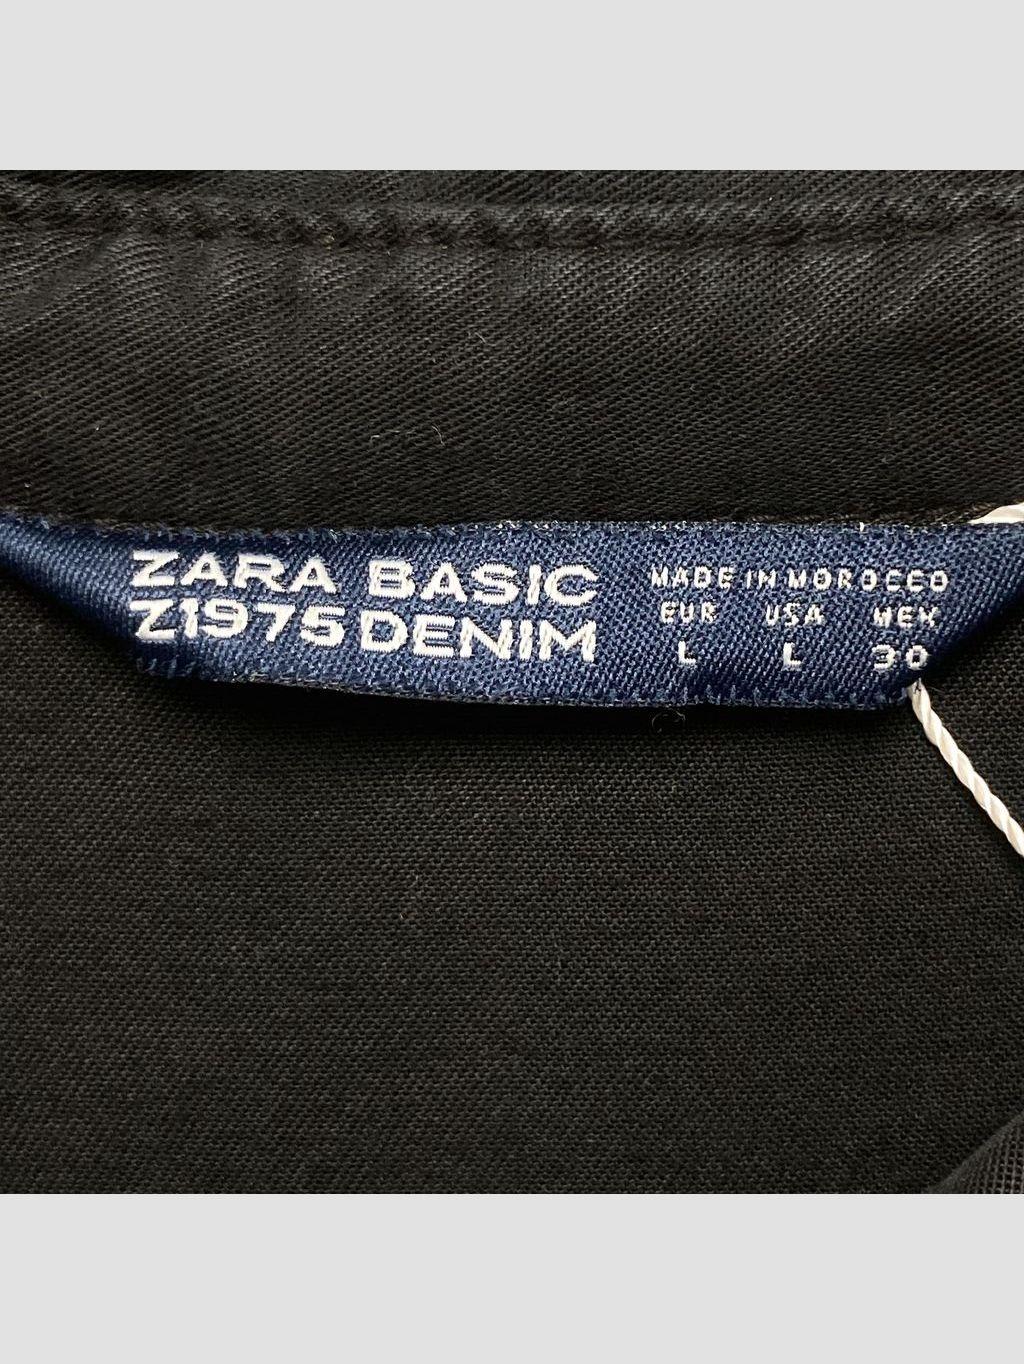 ZARA BASIC
Z1975 DENIM
MADE IN MOROCCO
EUR USA MEX
L L 30